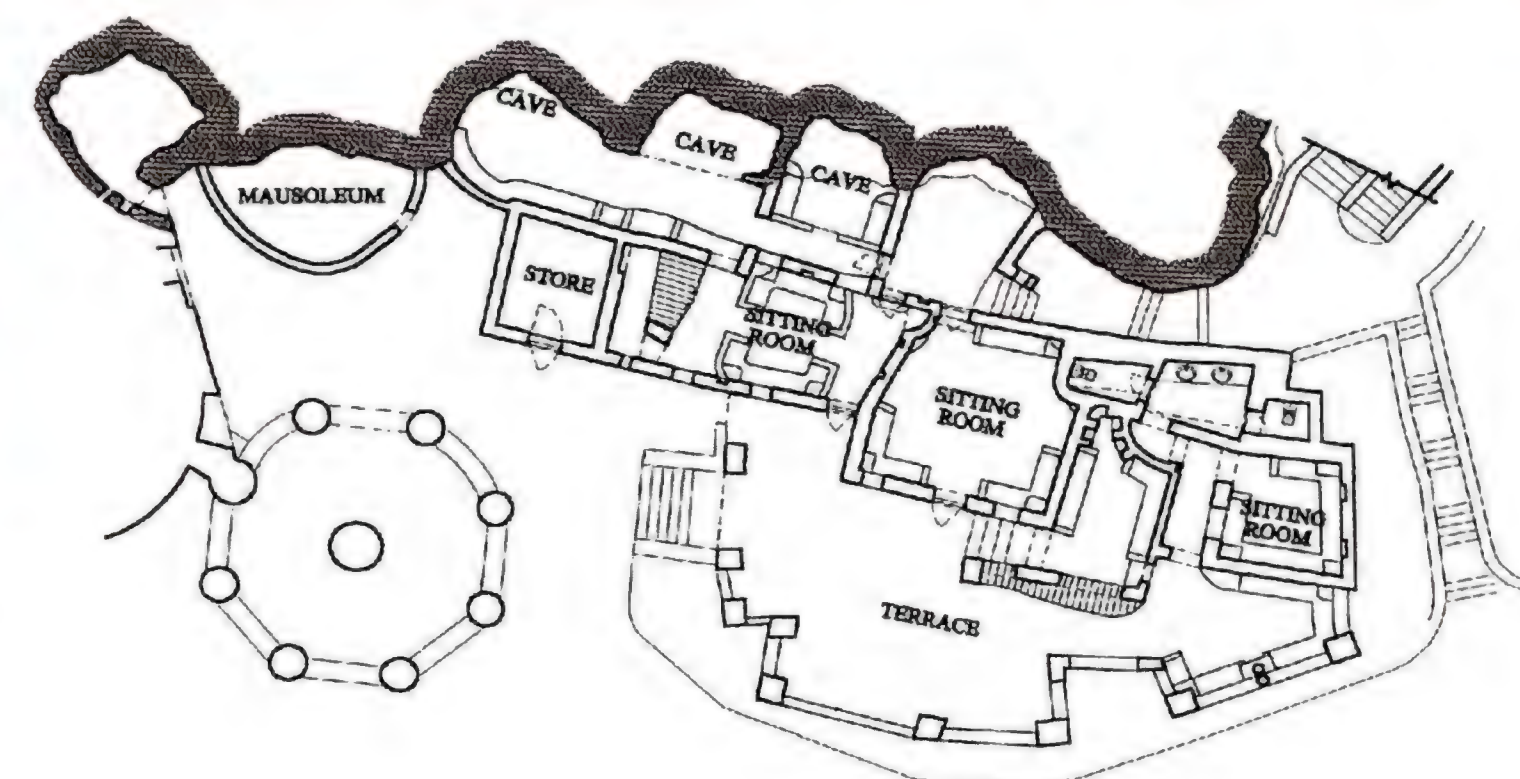 CAVE
CAVE
CAVE
MAUSOLEUM
STORE
SITTING
ROOM
SITTING
ROOM
SITTING
ROOM
TERRACE